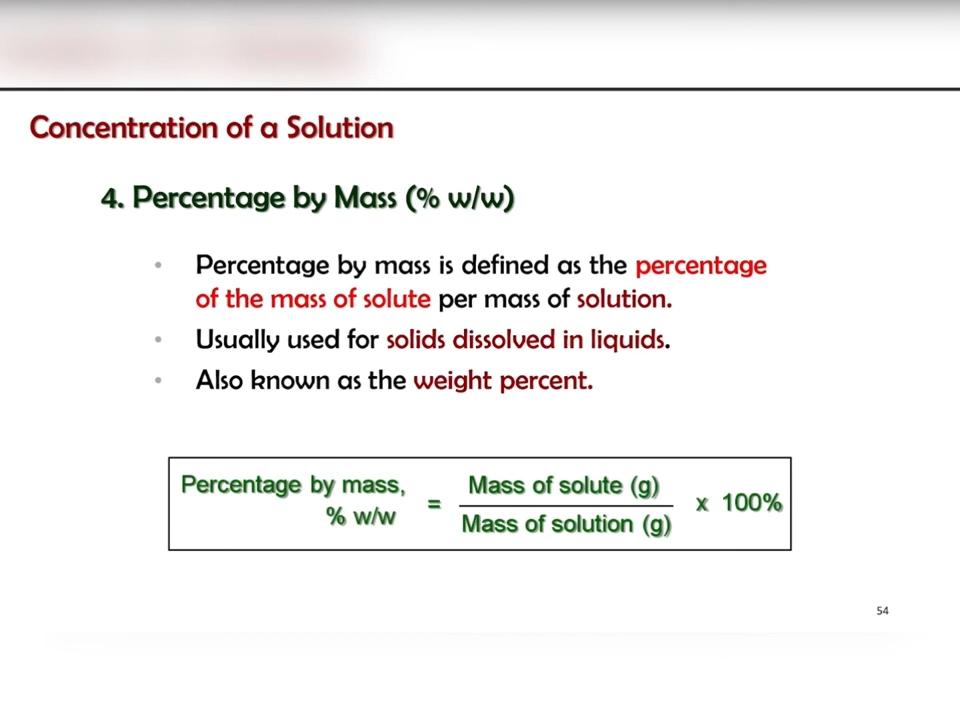 Concentration of a Solution
4. Percentage by Mass (% w/w)
• Percentage by mass is defined as the percentage
of the mass of solute per mass of solution.
• Usually used for solids dissolved in liquids.
• Also known as the weight percent.
Percentage by mass,
% w/w
=
Mass of solute (g)
Mass of solution (g)
x 100%
54